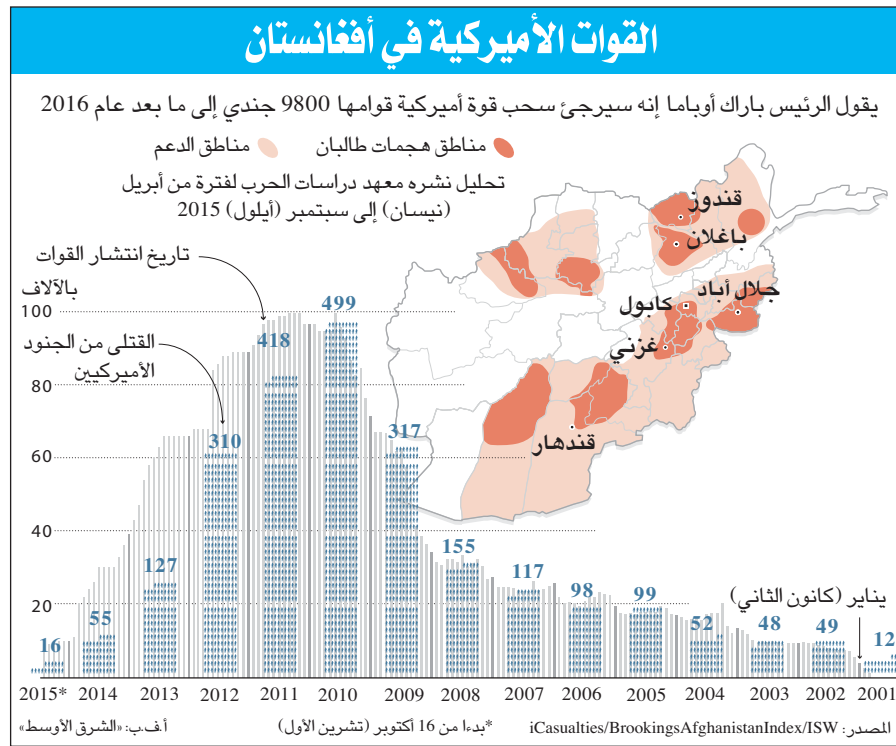 القوات الأميركية في أفغانستان
يقول الرئيس باراك أوباما إنه سيرجئ سحب قوة أميركية قوامها 9800 جندي إلى ما بعد عام 2016
مناطق هجمات طالبان
مناطق الدعم
تحليل نشره معهد دراسات الحرب لفترة من أبريل
(نيسان) إلى سبتمبر (أيلول) 2015
قندوز
باغلان
جلال أباد
كابول
غزني
قندهار
تاريخ انتشار القوات
بالآلاف
القتلى من الجنود
الأميركيين
100
80
60
40
20
يناير (كانون الثاني)
16
55
127
310
418
499
317
155
117
98
99
52
48
49
12
2015*
2014
2013
2012
2011
2010
2009
2008
2007
2006
2005
2004
2003
2002
2001
المصدر: iCasualties/BrookingsAfghanistanIndex/ISW
*بدءا من 16 أكتوبر (تشرين الأول)
أ.ف.ب: «الشرق الأوسط»